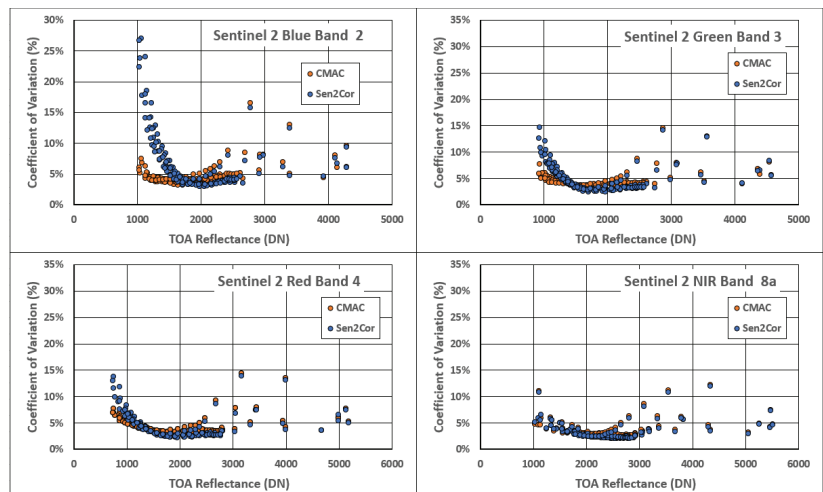 Sentinel 2 Blue Band 2
Coefficient of Variation (%)
30%
25%
20%
15%
10%
5%
0%
CMAC
Sen2Cor
0 1000 2000 3000 4000 5000
TOA Reflectance (DN)
Sentinel 2 Green Band 3
Coefficient of Variation (%)
35%
30%
25%
20%
15%
10%
5%
0%
CMAC
Sen2Cor
0 1000 2000 3000 4000 5000
TOA Reflectance (DN)
Sentinel 2 Red Band 4
Coefficient of Variation (%)
35%
30%
25%
20%
15%
10%
5%
0%
CMAC
Sen2Cor
0 1000 2000 3000 4000 5000 6000
TOA Reflectance (DN)
Sentinel 2 NIR Band 8a
Coefficient of Variation (%)
35%
30%
25%
20%
15%
10%
5%
0%
CMAC
Sen2Cor
0 1000 2000 3000 4000 5000 6000
TOA Reflectance (DN)